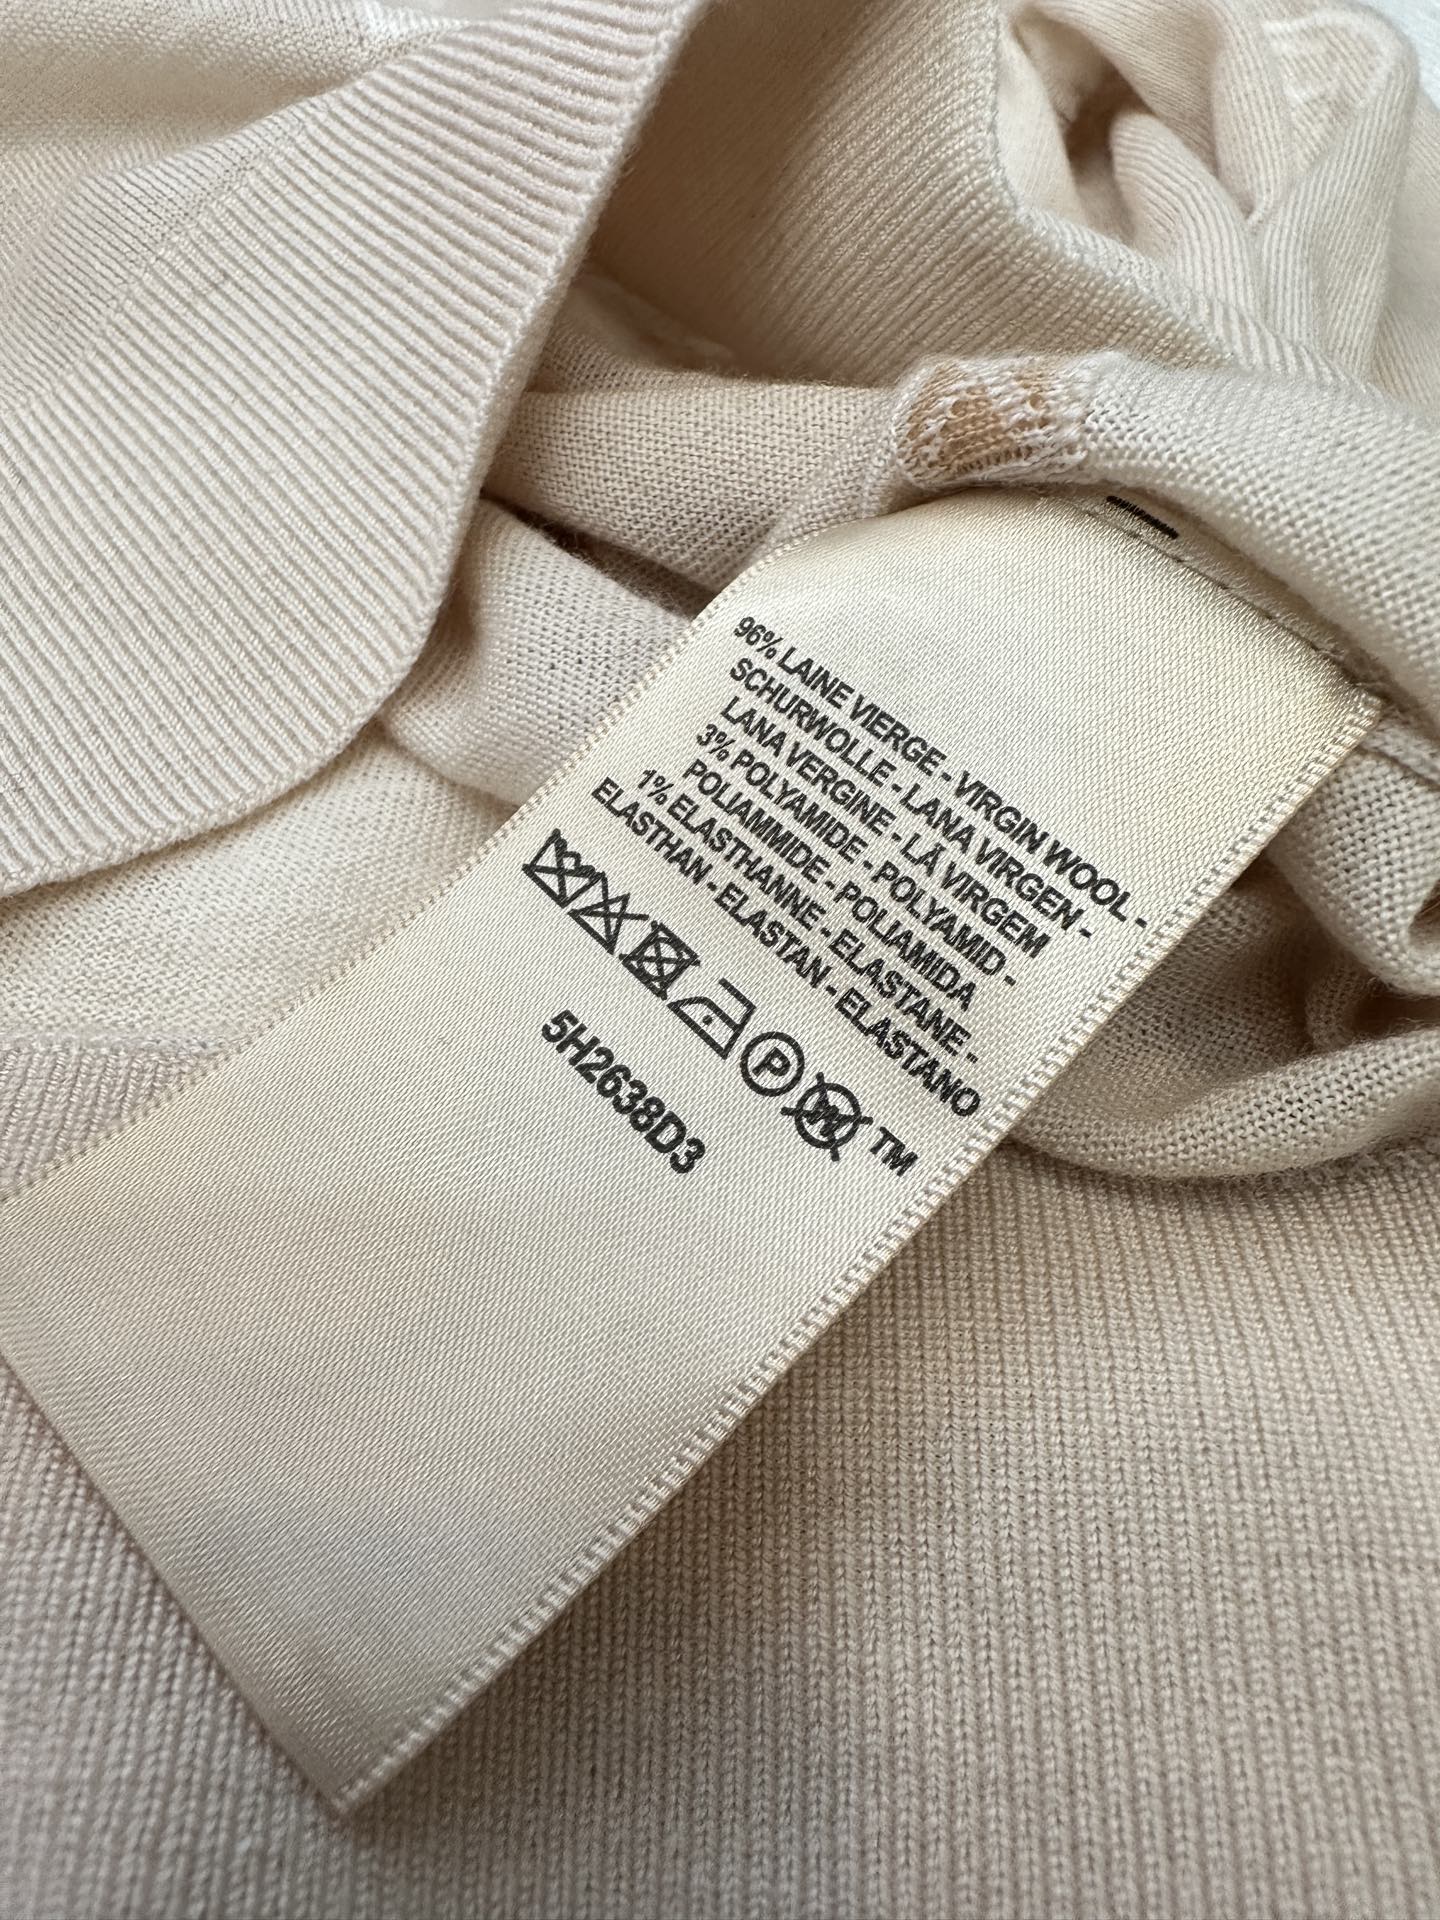 96% LAINE VIERGE - VIRGIN WOOL -
SCHURWOLLE - LANA VIRGEN -
LANA VERGINE - LÃ VIRGEM
3% POLYAMIDE - POLYAMID -
POLIAMMIDE - POLIAMIDA
1% ELASTHANNE - ELASTANE -
ELASTHAN - ELASTAN - ELASTANO
P W TM
5H2638D3